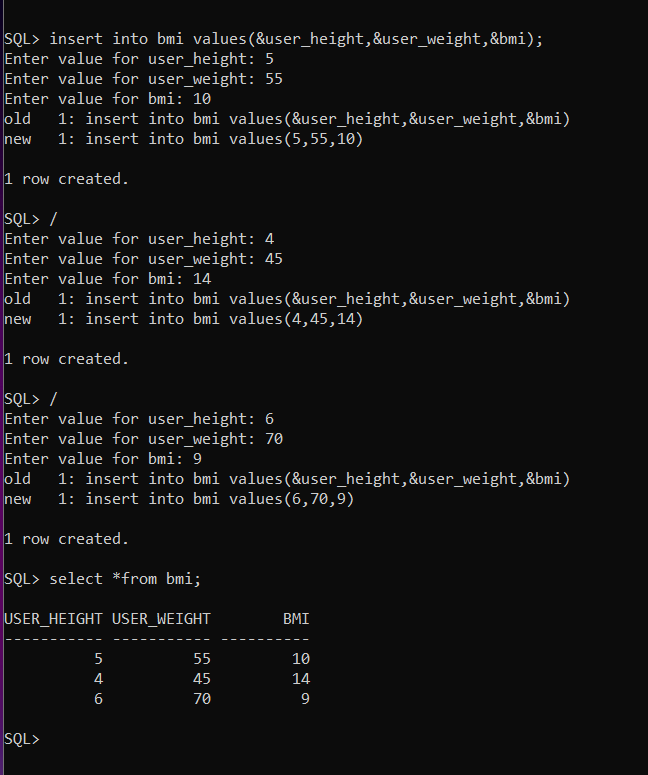 SQL> insert into bmi values(&user_height,&user_weight,&bmi);
Enter value for user_height: 5
Enter value for user_weight: 55
Enter value for bmi: 10
old   1: insert into bmi values(&user_height,&user_weight,&bmi)
new   1: insert into bmi values(5,55,10)
1 row created.
SQL> /
Enter value for user_height: 4
Enter value for user_weight: 45
Enter value for bmi: 14
old   1: insert into bmi values(&user_height,&user_weight,&bmi)
new   1: insert into bmi values(4,45,14)
1 row created.
SQL> /
Enter value for user_height: 6
Enter value for user_weight: 70
Enter value for bmi: 9
old   1: insert into bmi values(&user_height,&user_weight,&bmi)
new   1: insert into bmi values(6,70,9)
1 row created.
SQL> select *from bmi;
USER_HEIGHT USER_WEIGHT        BMI
----------- ----------- ----------
          5          55         10
          4          45         14
          6          70          9
SQL>